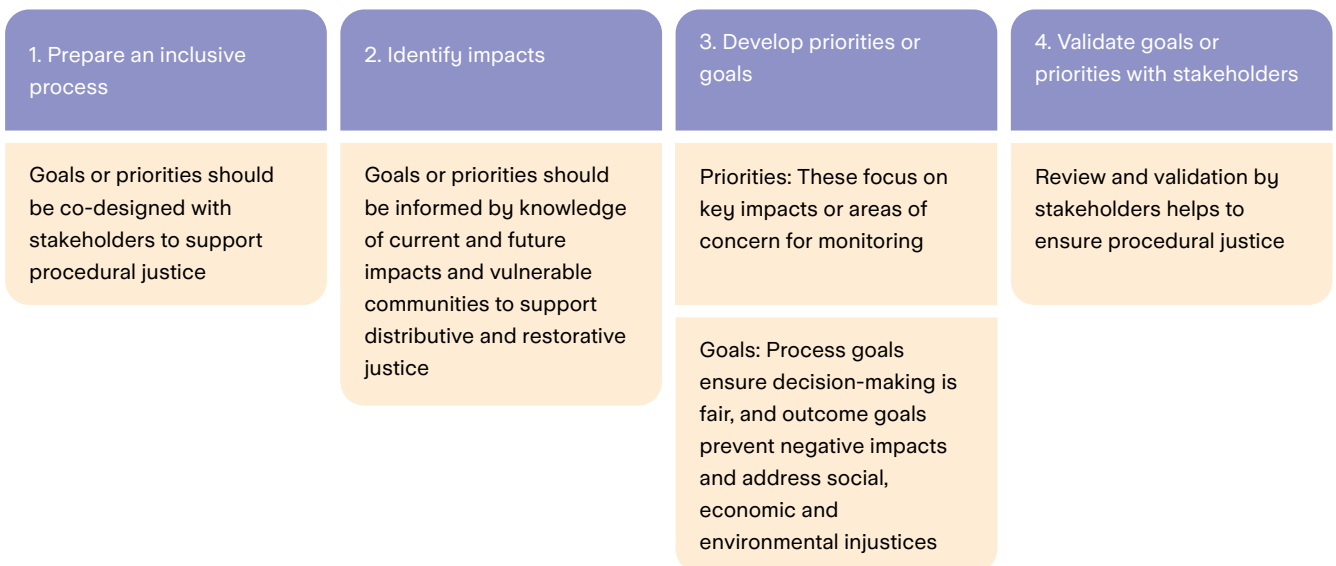 1. Prepare an inclusive
process
Goals or priorities should
be co-designed with
stakeholders to support
procedural justice
2. Identify impacts
Goals or priorities should
be informed by knowledge
of current and future
impacts and vulnerable
communities to support
distributive and restorative
justice
3. Develop priorities or
goals
Priorities: These focus on
key impacts or areas of
concern for monitoring
Goals: Process goals
ensure decision-making is
fair, and outcome goals
prevent negative impacts
and address social,
economic and
environmental injustices
4. Validate goals or
priorities with stakeholders
Review and validation by
stakeholders helps to
ensure procedural justice